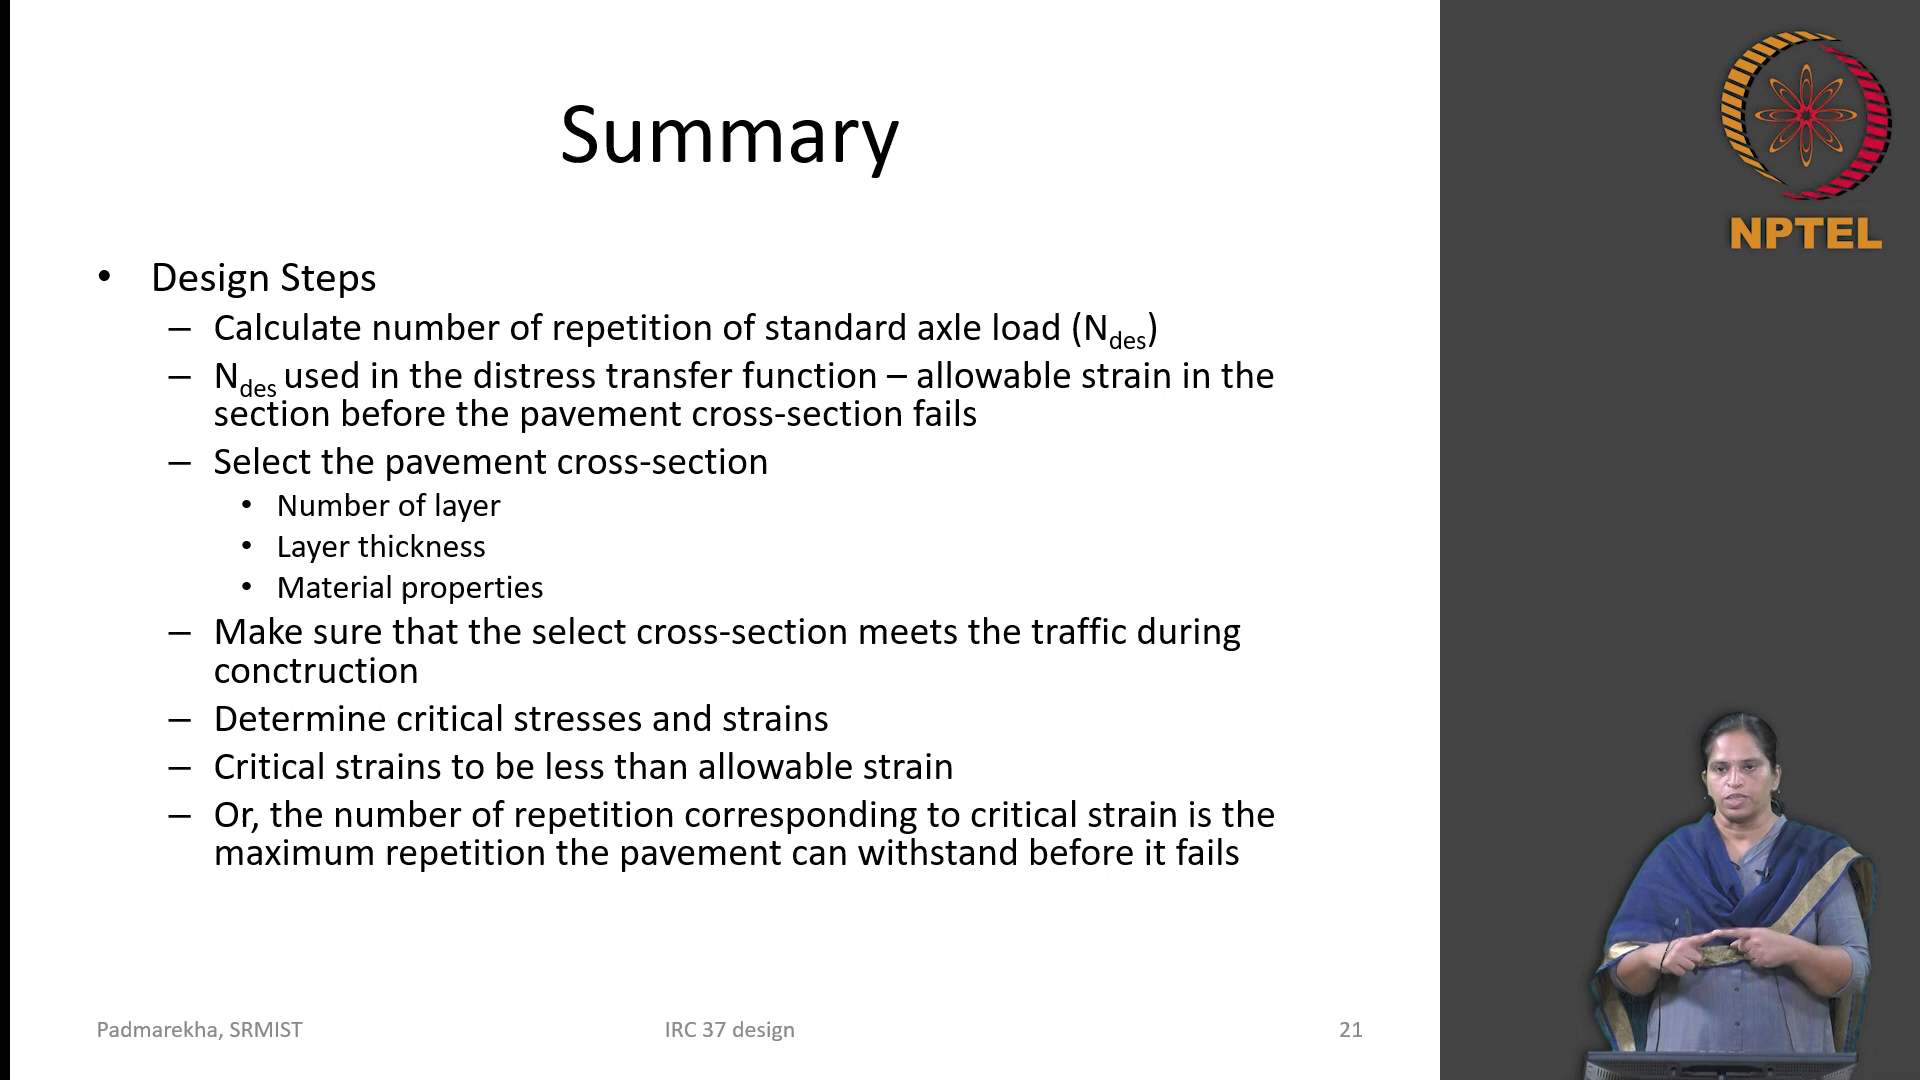 Summary
NPTEL
• Design Steps
– Calculate number of repetition of standard axle load (Ndes)
– Ndes used in the distress transfer function – allowable strain in the
section before the pavement cross-section fails
– Select the pavement cross-section
• Number of layer
• Layer thickness
• Material properties
– Make sure that the select cross-section meets the traffic during
conctruction
– Determine critical stresses and strains
– Critical strains to be less than allowable strain
– Or, the number of repetition corresponding to critical strain is the
maximum repetition the pavement can withstand before it fails
Padmarekha, SRMIST
IRC 37 design
21